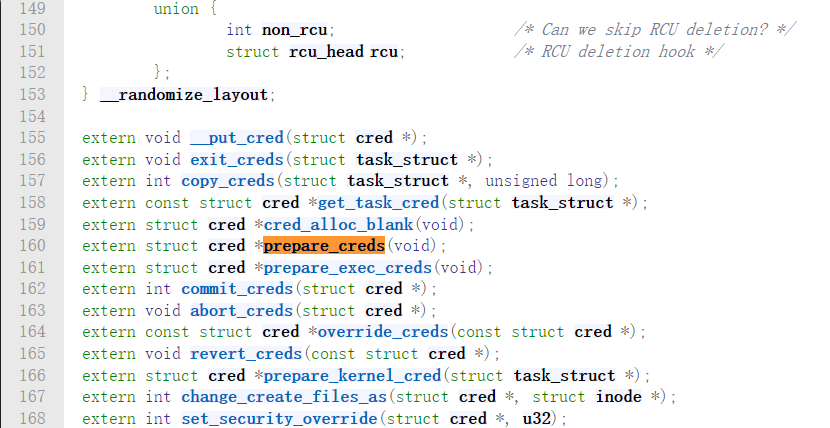 149 union {
150 int non_rcu; /* Can we skip RCU deletion? */
151 struct rcu_head rcu; /* RCU deletion hook */
152 };
153 } __randomize_layout;
154
155 extern void __put_cred(struct cred *);
156 extern void exit_creds(struct task_struct *);
157 extern int copy_creds(struct task_struct *, unsigned long);
158 extern const struct cred *get_task_cred(struct task_struct *);
159 extern struct cred *cred_alloc_blank(void);
160 extern struct cred *prepare_creds(void);
161 extern struct cred *prepare_exec_creds(void);
162 extern int commit_creds(struct cred *);
163 extern void abort_creds(struct cred *);
164 extern const struct cred *override_creds(const struct cred *);
165 extern void revert_creds(const struct cred *);
166 extern struct cred *prepare_kernel_cred(struct task_struct *);
167 extern int change_create_files_as(struct cred *, struct inode *);
168 extern int set_security_override(struct cred *, u32);